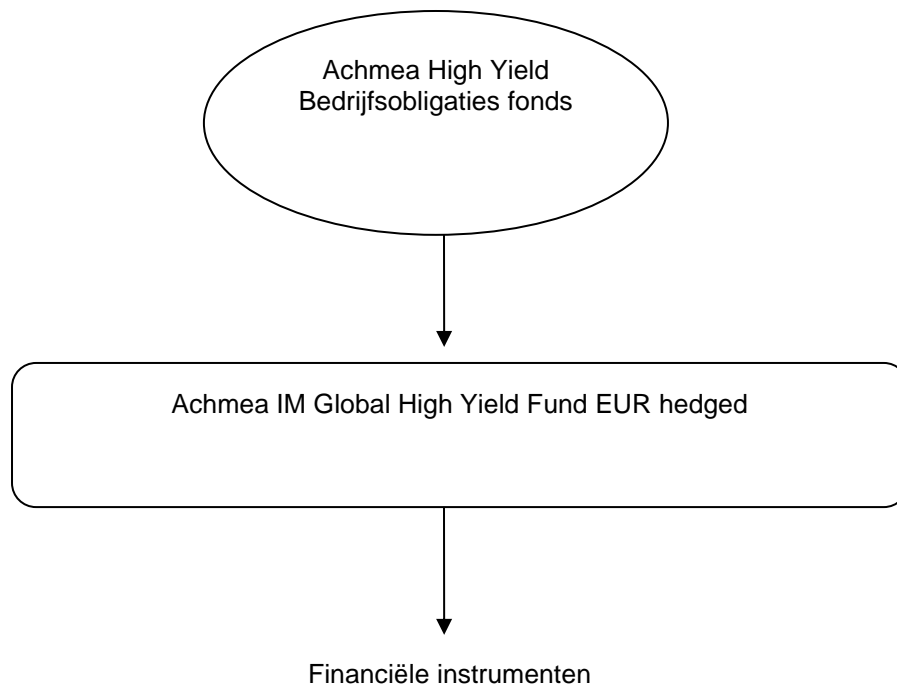 Achmea High Yield
Bedrijfsobligaties fonds
Achmea IM Global High Yield Fund EUR hedged
Financiële instrumenten